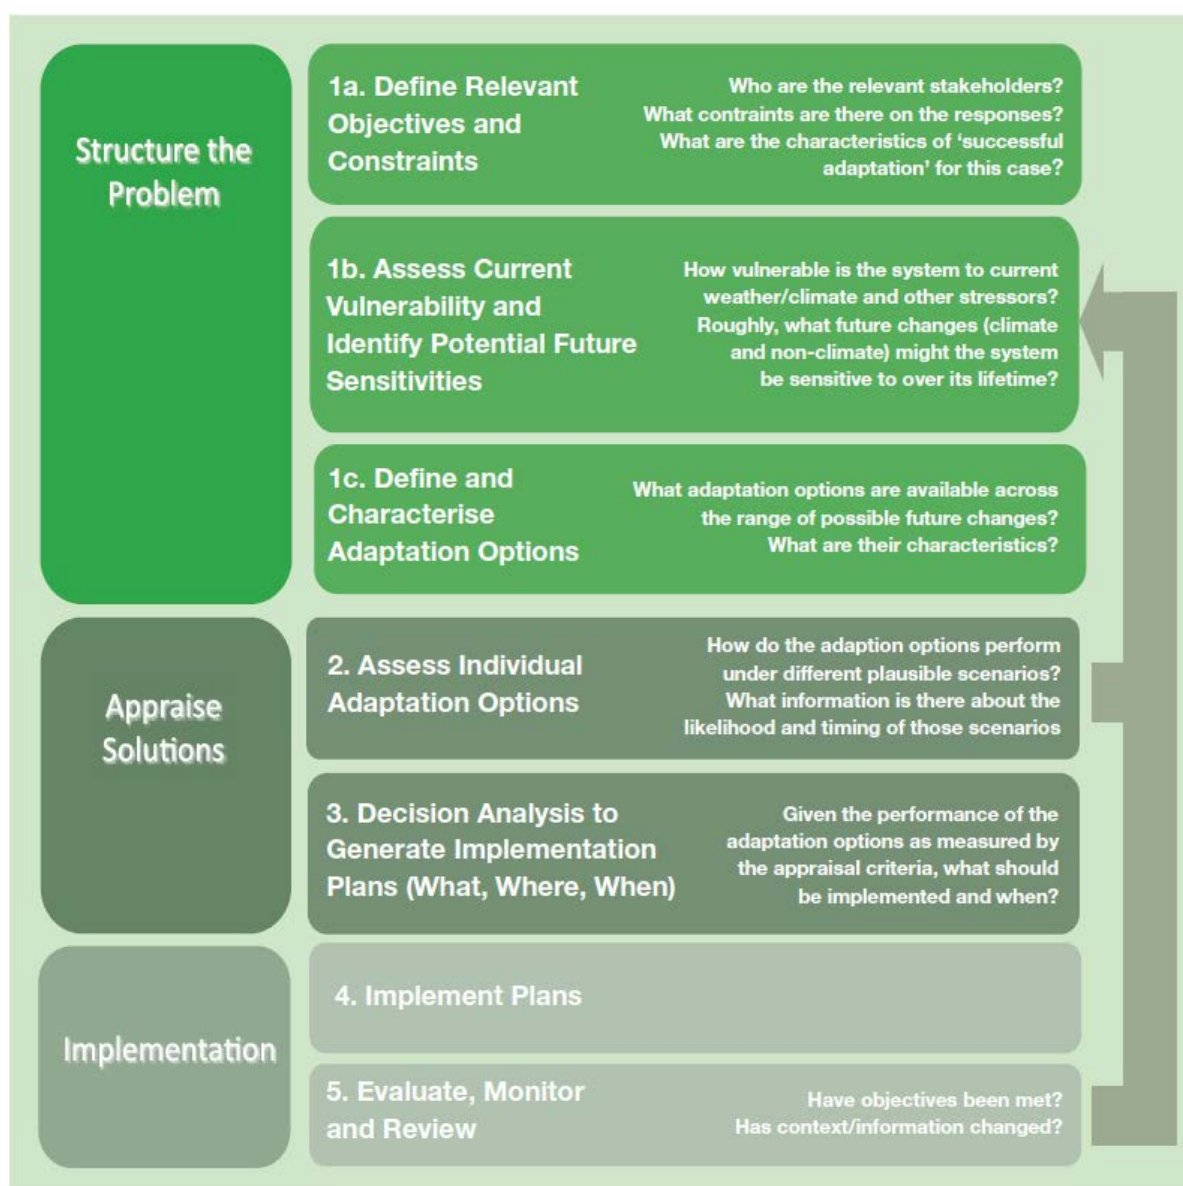 Structure the
Problem
1a. Define Relevant
Objectives and
Constraints
Who are the relevant stakeholders?
What contraints are there on the responses?
What are the characteristics of ‘successful
adaptation’ for this case?
1b. Assess Current
Vulnerability and
Identify Potential Future
Sensitivities
How vulnerable is the system to current
weather/climate and other stressors?
Roughly, what future changes (climate
and non-climate) might the system
be sensitive to over its lifetime?
1c. Define and
Characterise
Adaptation Options
What adaptation options are available across
the range of possible future changes?
What are their characteristics?
Appraise
Solutions
2. Assess Individual
Adaptation Options
How do the adaption options perform
under different plausible scenarios?
What information is there about the
likelihood and timing of those scenarios
3. Decision Analysis to
Generate Implementation
Plans (What, Where, When)
Given the performance of the
adaptation options as measured by
the appraisal criteria, what should
be implemented and when?
Implementation
4. Implement Plans
5. Evaluate, Monitor
and Review
Have objectives been met?
Has context/information changed?